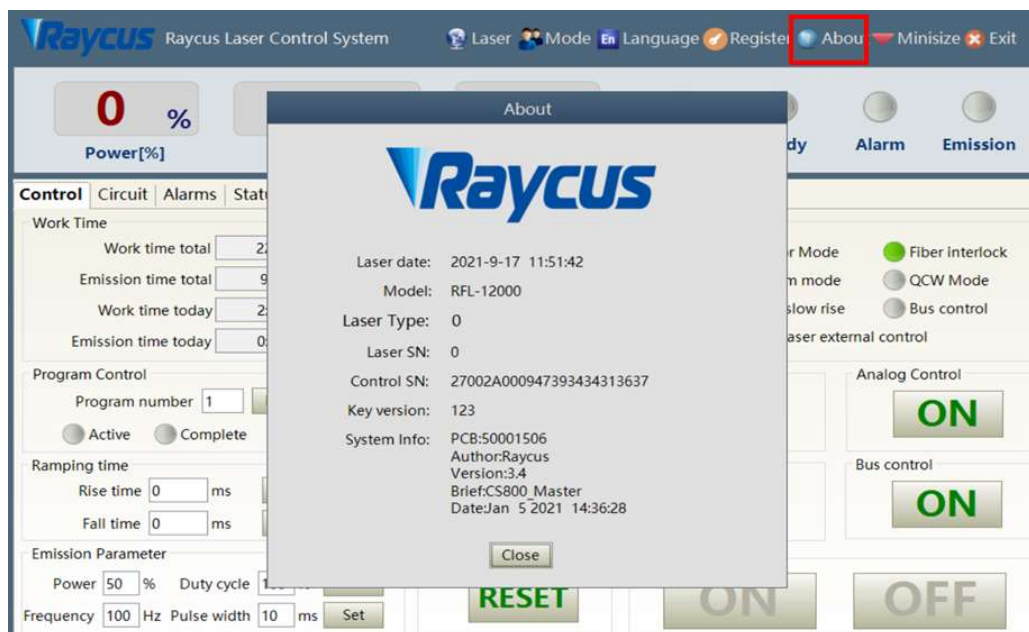 Raycus Raycus Laser Control System Laser Mode En Language Register About Minisize Exit
0 %
Power[%]
About
Alarm Emission
Control Circuit Alarms
Raycus
Work Time
Work time total
Emission time total
Work time today
Emission time today
Laser date: 2021-9-17 11:51:42
Model: RFL-12000
Laser Type: 0
Laser SN: 0
Control SN: 27002A000947393434313637
Key version: 123
System Info: PCB:50001506
Author:Raycus
Version:3.4
Brief:CS800_Master
Date:Jan 5 2021 14:36:28
Close
Mode Fiber interlock
mode QCW Mode
slow rise Bus control
external control
Program Control
Program number 1
Active Complete
Analog Control
ON
Ramping time
Rise time 0 ms
Fall time 0 ms
Bus control
ON
Emission Parameter
Power 50 % Duty cycle
Frequency 100 Hz Pulse width 10 ms Set
RESET
ON
OFF